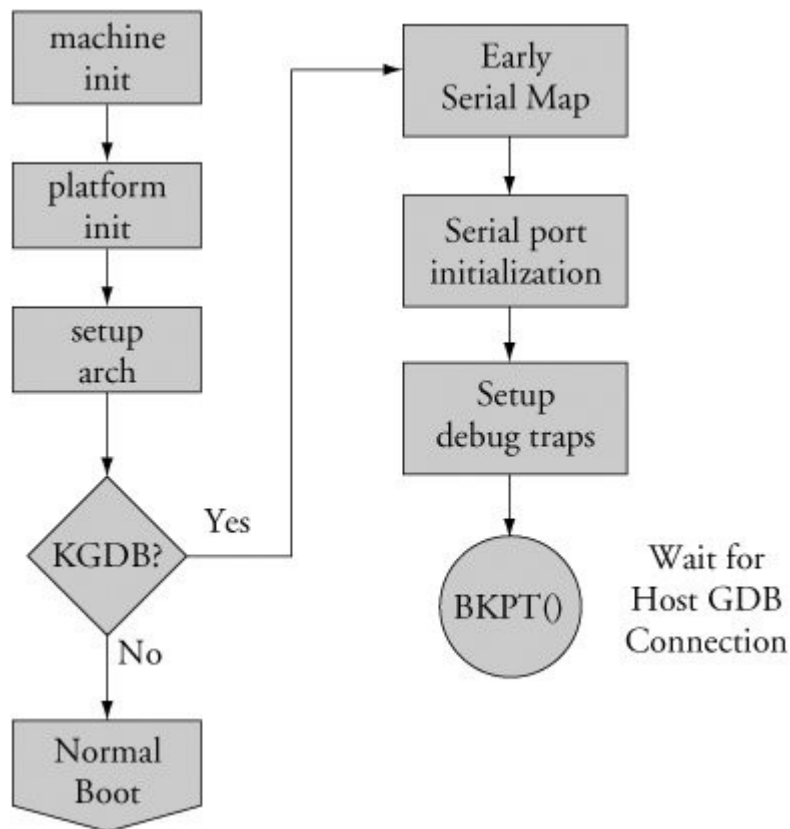 machine
init
platform
init
setup
arch
KGDB?
Yes
No
Normal
Boot
Early
Serial Map
Serial port
initialization
Setup
debug traps
BKPT()
Wait for
Host GDB
Connection